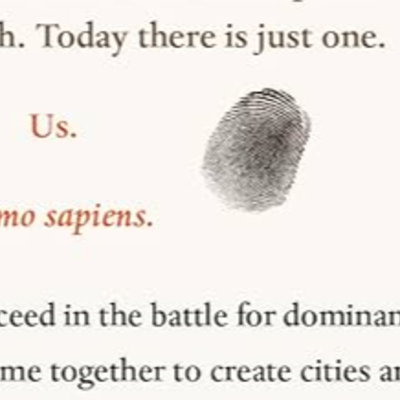 h. Today there is just one.
Us.
mo sapiens.
ceed in the battle for dominan
me together to create cities a